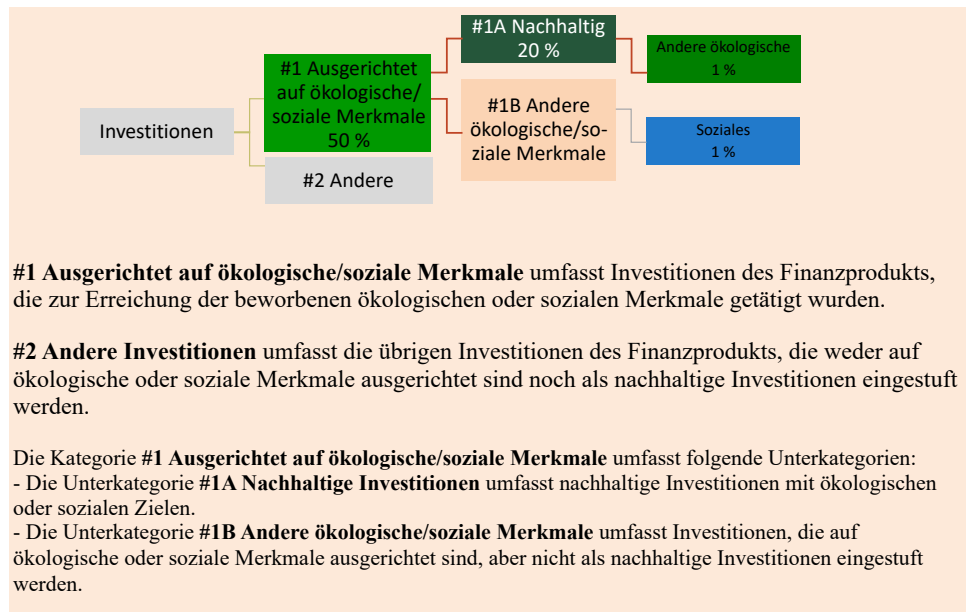 #1A Nachhaltig
20 %
Andere ökologische
1 %
#1 Ausgerichtet
auf ökologische/
soziale Merkmale
50 %
#1B Andere
ökologische/so-
ziale Merkmale
Investitionen
Soziales
1 %
#2 Andere
#1 Ausgerichtet auf ökologische/soziale Merkmale umfasst Investitionen des Finanzprodukts,
die zur Erreichung der beworbenen ökologischen oder sozialen Merkmale getätigt wurden.
#2 Andere Investitionen umfasst die übrigen Investitionen des Finanzprodukts, die weder auf
ökologische oder soziale Merkmale ausgerichtet sind noch als nachhaltige Investitionen eingestuft
werden.
Die Kategorie #1 Ausgerichtet auf ökologische/soziale Merkmale umfasst folgende Unterkategorien:
- Die Unterkategorie #1A Nachhaltige Investitionen umfasst nachhaltige Investitionen mit ökologischen
oder sozialen Zielen.
- Die Unterkategorie #1B Andere ökologische/soziale Merkmale umfasst Investitionen, die auf
ökologische oder soziale Merkmale ausgerichtet sind, aber nicht als nachhaltige Investitionen eingestuft
werden.